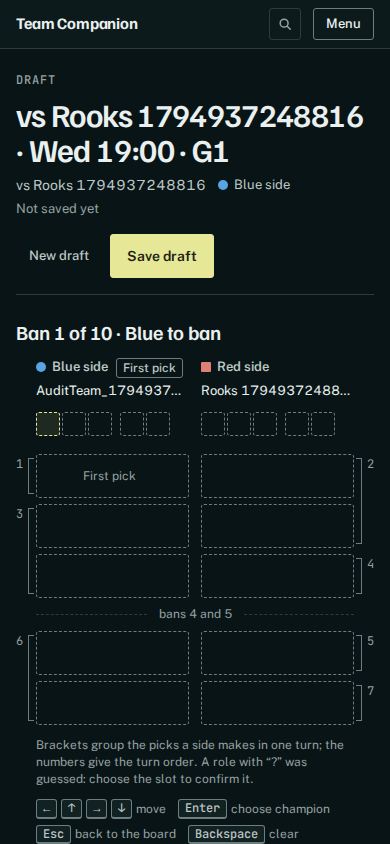 Team Companion
Menu
DRAFT
vs Rooks 1794937248816
· Wed 19:00 · G1
vs Rooks 1794937248816 Blue side
Not saved yet
New draft Save draft
Ban 1 of 10 · Blue to ban
Blue side First pick Red side
AuditTeam_1794937... Rooks 17949372488...
1 First pick 2
3
4
bans 4 and 5
6 5
7
Brackets group the picks a side makes in one turn; the
numbers give the turn order. A role with “?” was
guessed: choose the slot to confirm it.
← ↑ → ↓ move Enter choose champion
Esc back to the board Backspace clear